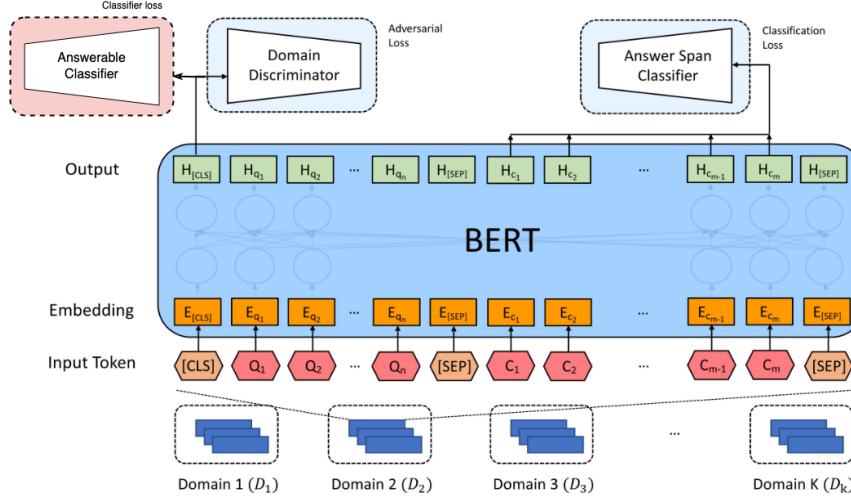 Classifier loss
Answerable
Classifier
Domain
Discriminator
Adversarial
Loss
Answer Span
Classifier
Classification
Loss
Output
H[CLS] Hq1 Hq2 ... Hqn H[SEP] Hc1 Hc2 ... Hcm-1 Hcm H[SEP]
BERT
Embedding
E[CLS] Eq1 Eq2 ... Eqn E[SEP] Ec1 Ec2 ... Ecm-1 Ecm E[SEP]
Input Token
[CLS] Q1 Q2 ... Qn [SEP] C1 C2 ... Cm-1 Cm [SEP]
...
Domain 1 (D1) Domain 2 (D2) Domain 3 (D3) Domain K (Dk)